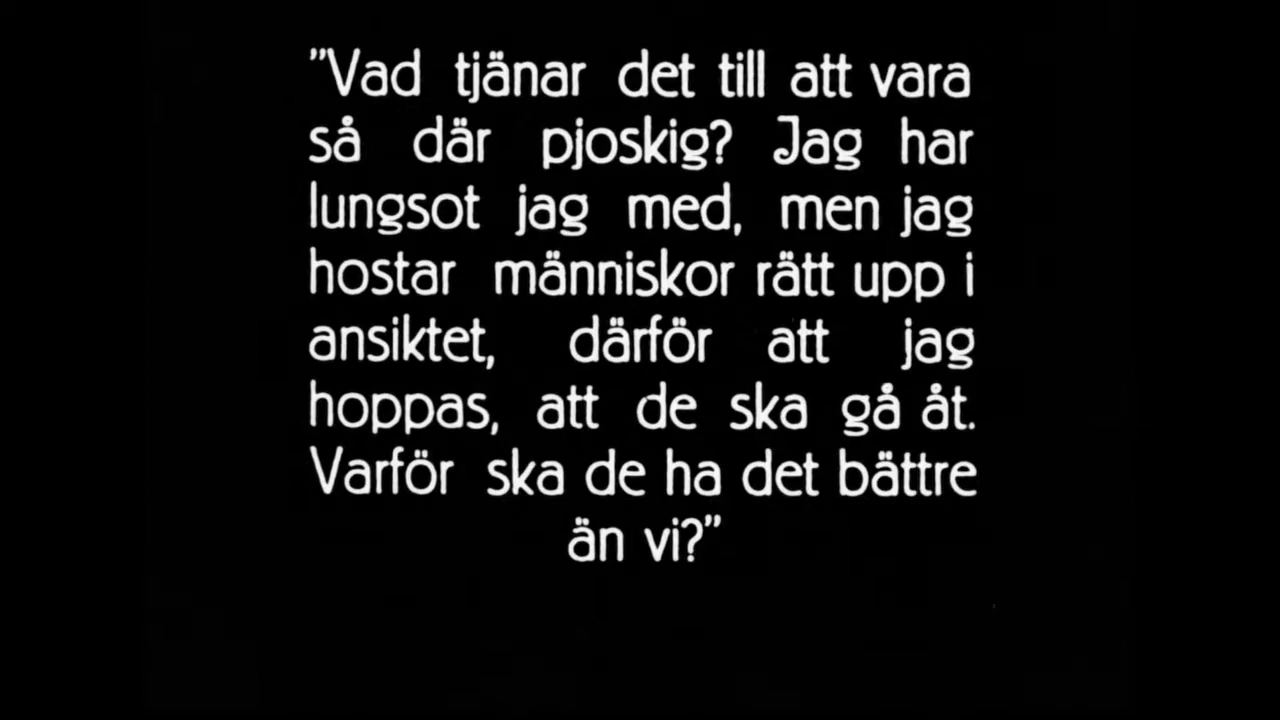 ”Vad tjänar det till att vara
så där pjoskig? Jag har
lungsot jag med, men jag
hostar människor rätt upp i
ansiktet, därför att jag
hoppas, att de ska gå åt.
Varför ska de ha det bättre
än vi?”